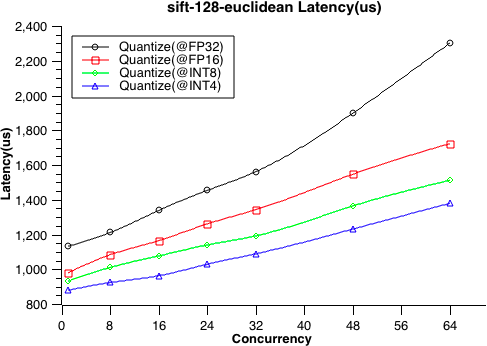 sift-128-euclidean Latency(us)
2,400
2,200
2,000
1,800
1,600
1,400
1,200
1,000
800
Latency(us)
Quantize(@FP32)
Quantize(@FP16)
Quantize(@INT8)
Quantize(@INT4)
0 8 16 24 32 40 48 56 64
Concurrency